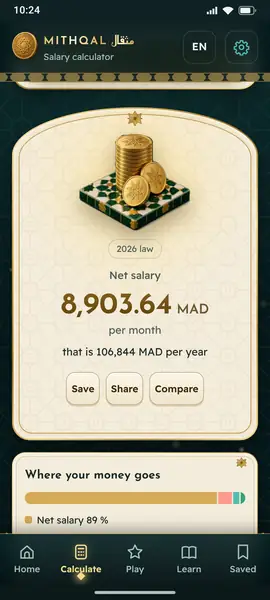 10:24
MITHQAL مثقال
Salary calculator
EN
2026 law
Net salary
8,903.64 MAD
per month
that is 106,844 MAD per year
Save Share Compare
Where your money goes
Net salary 89 %
Home Calculate Play Learn Saved